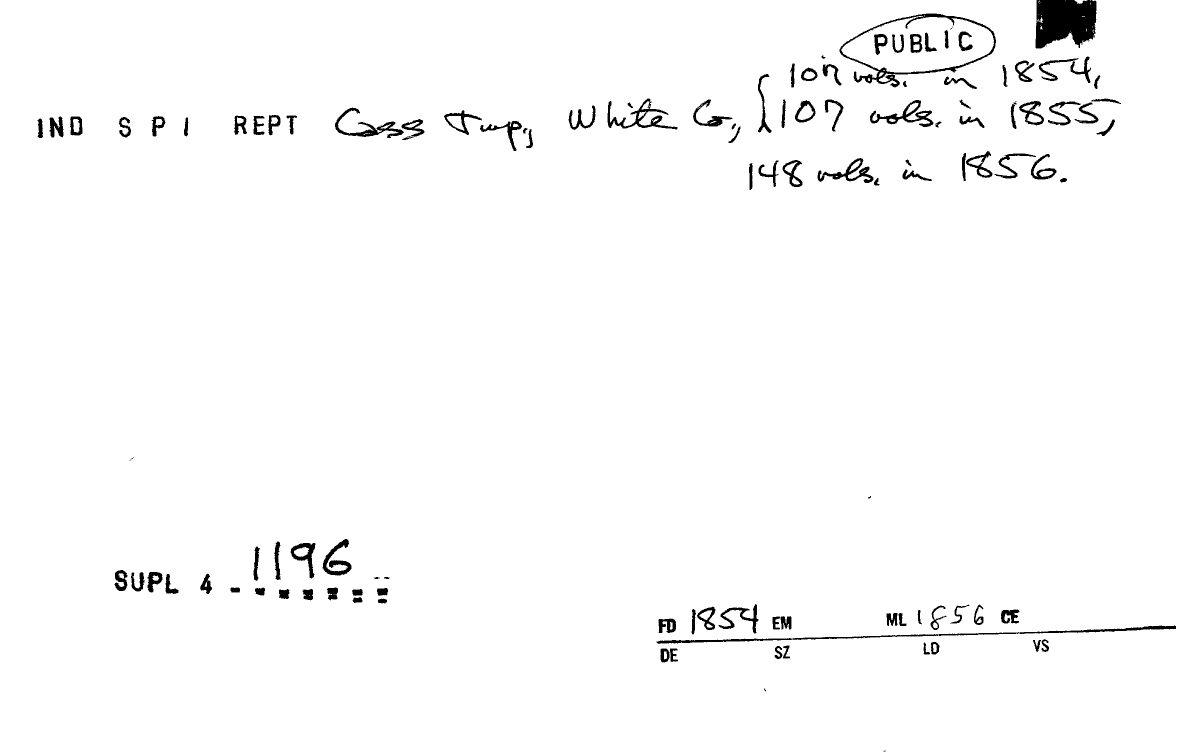 PUBLIC
107 vols. in 1854,
IND S P I REPT Cass Twp., White Co., 107 vols. in 1855,
148 vols. in 1856.
SUPL 4 - 1196
FD 1854 EM ML 1856 CE
DE SZ LD VS